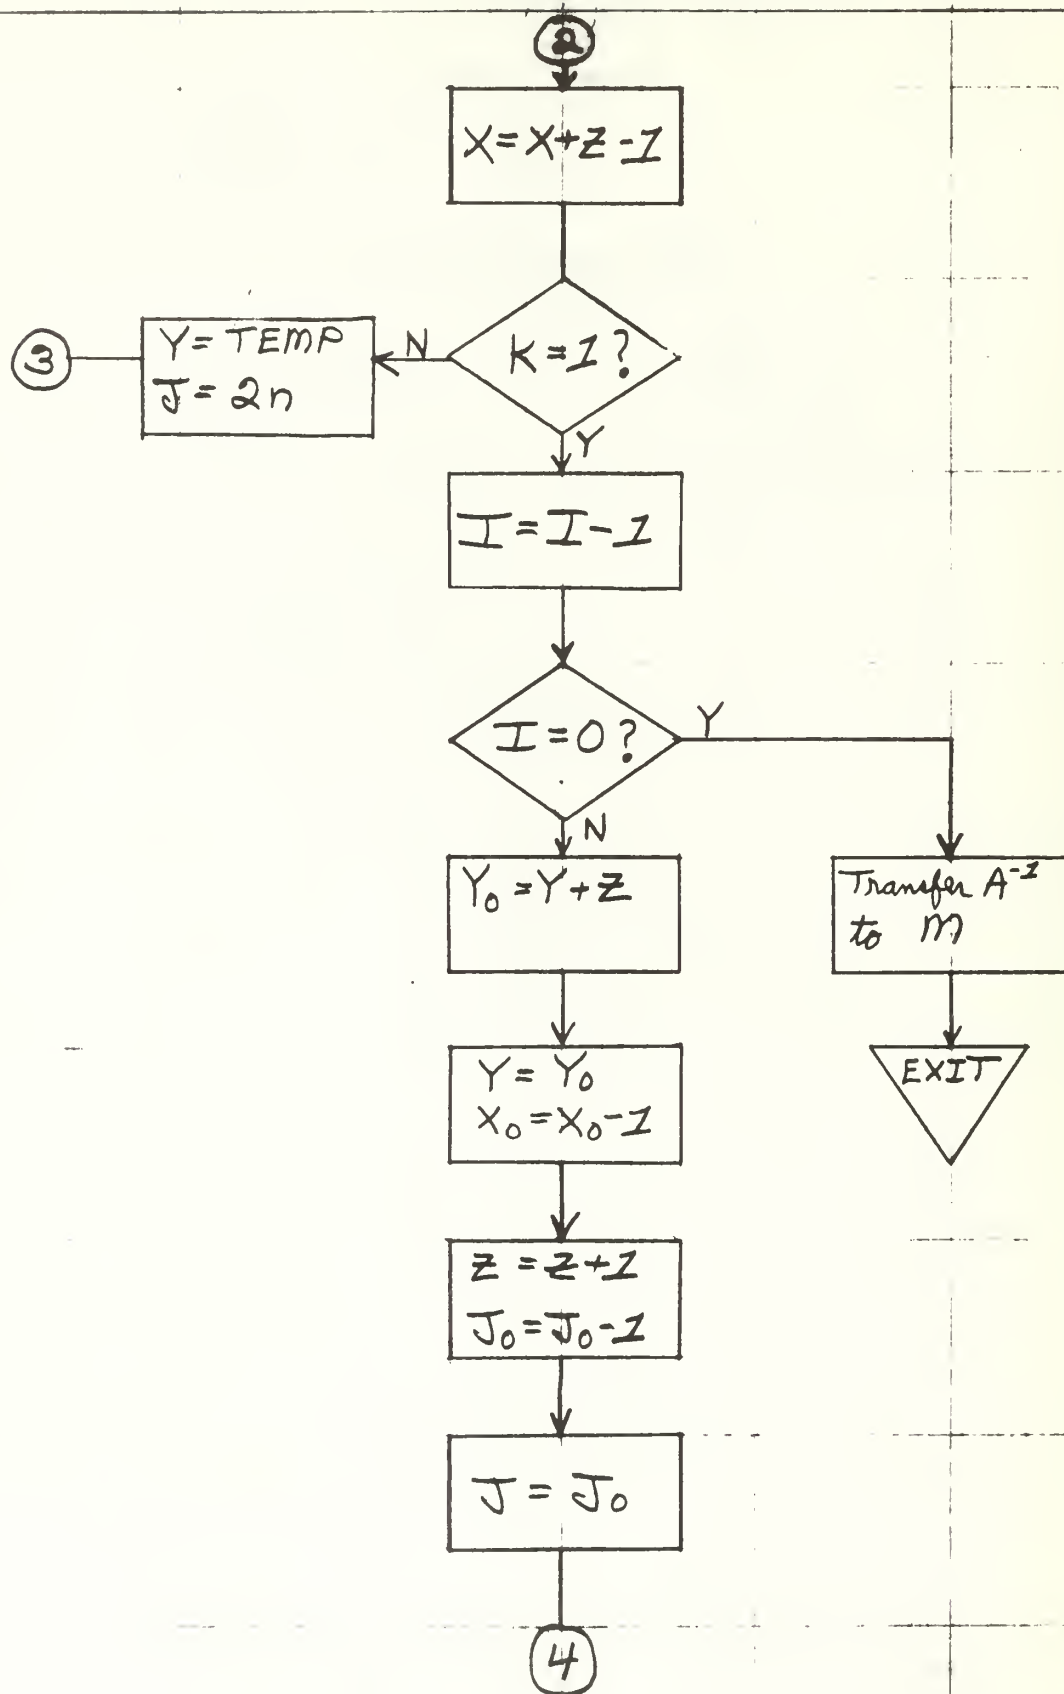 2
X=X+Z-1
K=1?
N
Y=TEMP
J=2n
3
Y
I=I-1
I=0?
Y
N
Y₀=Y+Z
Transfer A⁻¹
to M
Y=Y₀
X₀=X₀-1
EXIT
Z=Z+1
J₀=J₀-1
J=J₀
4